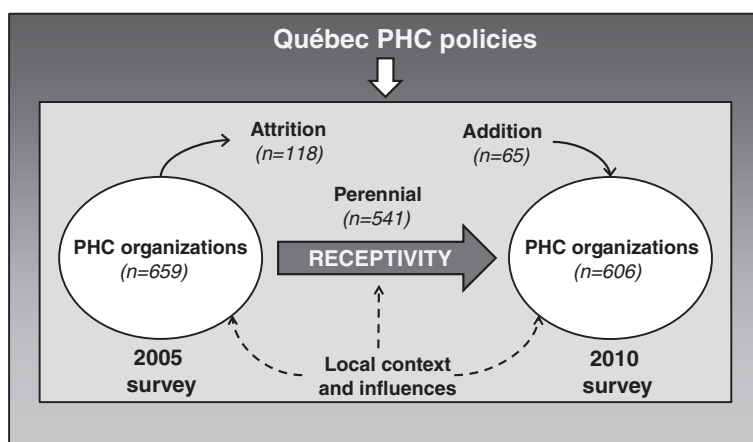 Québec PHC policies
Attrition
(n=118)
Addition
(n=65)
Perennial
(n=541)
PHC organizations
(n=659)
RECEPTIVITY
PHC organizations
(n=606)
2005
survey
Local context
and influences
2010
survey